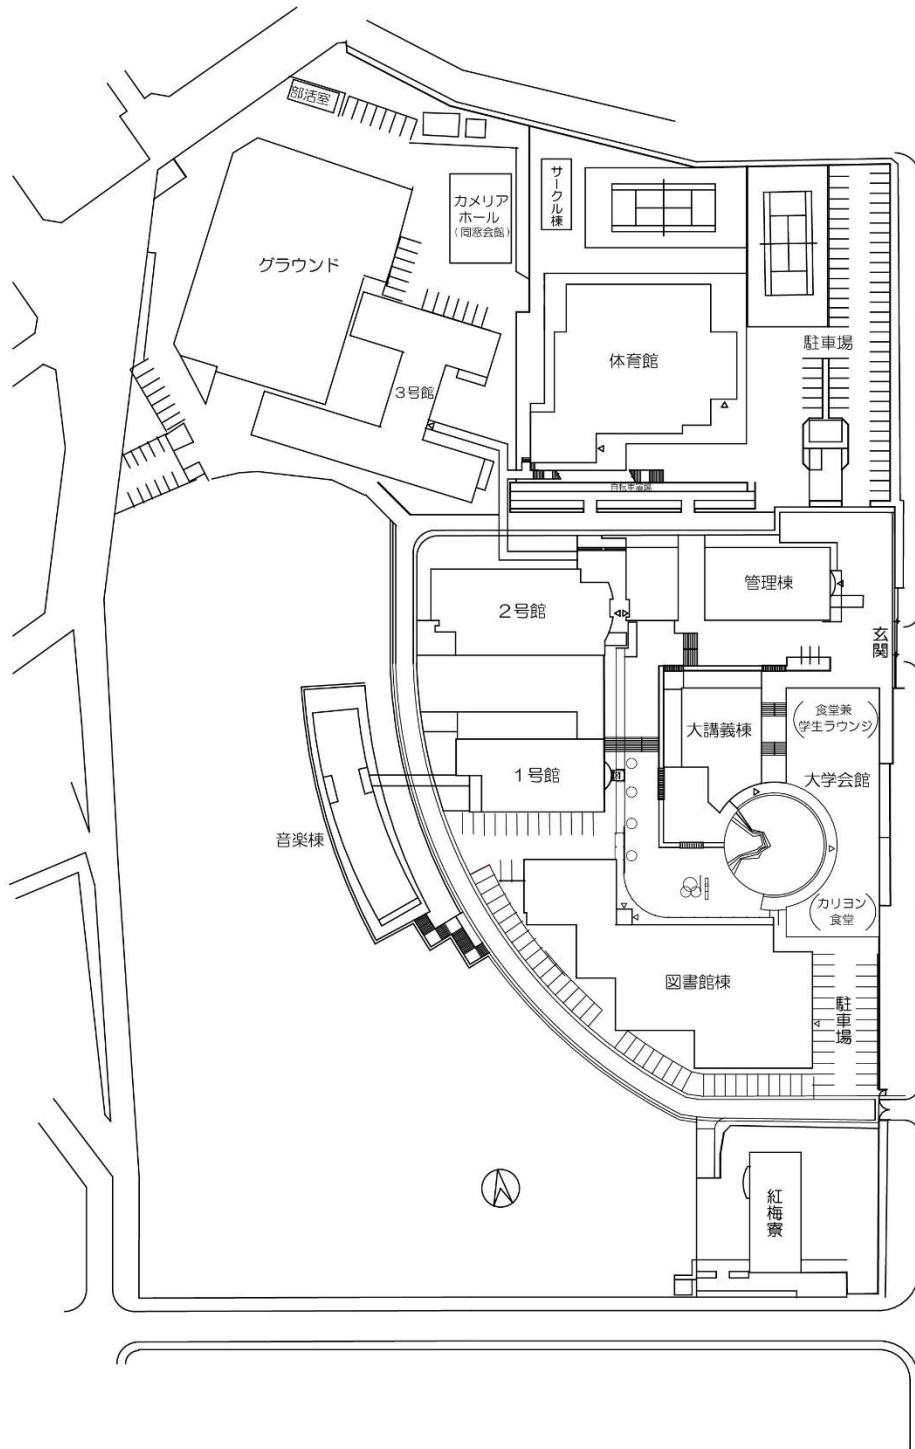 部活室
サークル棟
カメリア
ホール
(同窓会館)
グラウンド
駐車場
体育館
3号館
自転車置場
管理棟
2号館
玄関
(食堂兼
学生ラウンジ)
大講義棟
1号館
大学会館
音楽棟
(カリヨン
食堂)
図書館棟
駐車場
紅梅寮